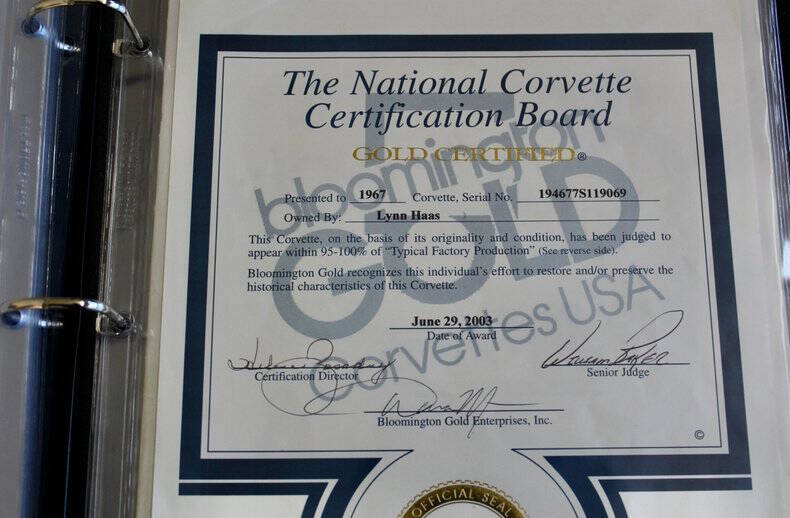 The National Corvette
Certification Board
GOLD CERTIFIED®
bloomington
GOLD
Corvettes USA
Presented to 1967 Corvette, Serial No. 194677S119069
Owned By: Lynn Haas
This Corvette, on the basis of its originality and condition, has been judged to
appear within 95-100% of "Typical Factory Production" (See reverse side).
Bloomington Gold recognizes this individual's effort to restore and/or preserve the
historical characteristics of this Corvette.
June 29, 2003
Date of Award
Certification Director
Senior Judge
Bloomington Gold Enterprises, Inc.
©
OFFICIAL SEAL